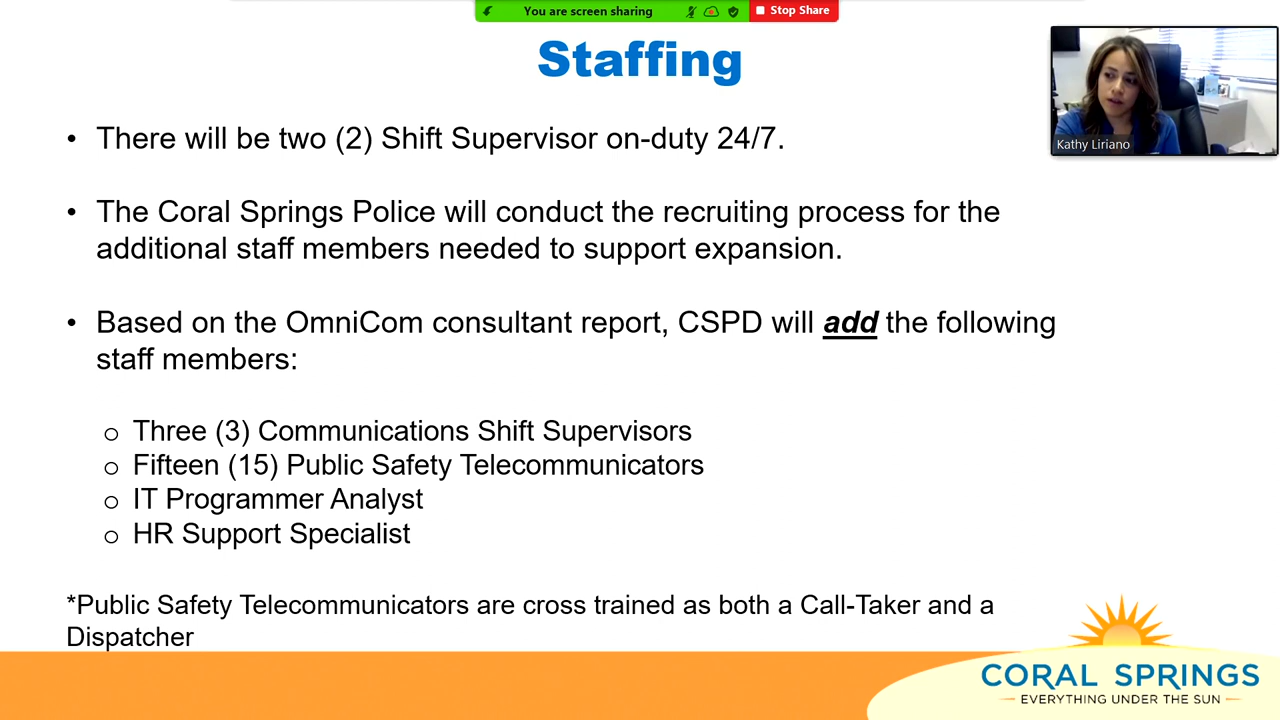 You are screen sharing
Stop Share
Staffing
• There will be two (2) Shift Supervisor on-duty 24/7.
Kathy Liriano
• The Coral Springs Police will conduct the recruiting process for the
additional staff members needed to support expansion.
• Based on the OmniCom consultant report, CSPD will add the following
staff members:
o Three (3) Communications Shift Supervisors
o Fifteen (15) Public Safety Telecommunicators
o IT Programmer Analyst
o HR Support Specialist
*Public Safety Telecommunicators are cross trained as both a Call-Taker and a
Dispatcher
CORAL SPRINGS
EVERYTHING UNDER THE SUN